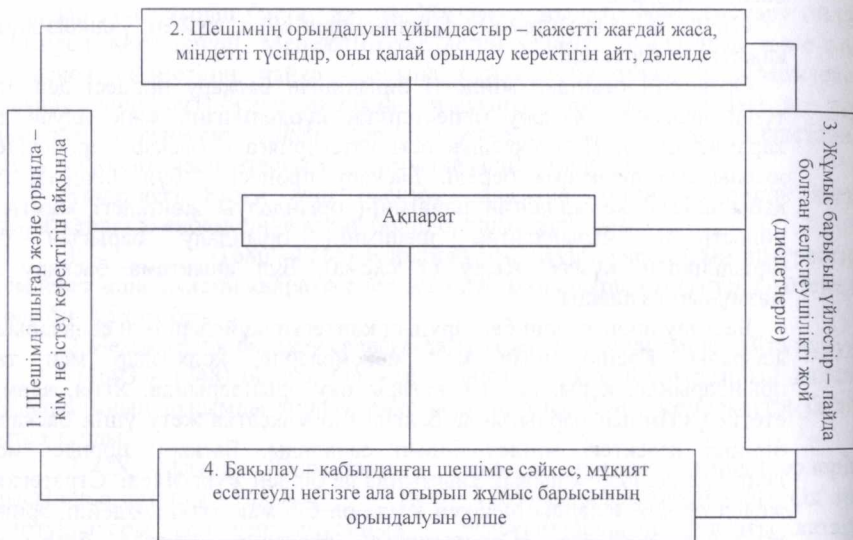 2. Шешімнің орындалуын ұйымдастыр – қажетті жағдай жаса,
міндетті түсіндір, оны қалай орындау керектігін айт, дәлелде
1. Шешімді шығар және орында –
кім, не істеу керектігін айқында
Ақпарат
3. Жұмыс барысын үйлестір – пайда
болған келіспеушілікті жой
(диспетчерле)
4. Бақылау – қабылданған шешімге сәйкес, мұқият
есептеуді негізге ала отырып жұмыс барысының
орындалуын өлше